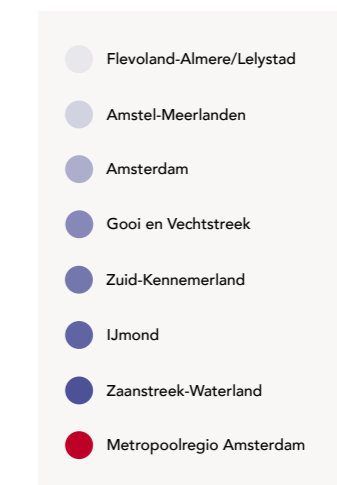 Flevoland-Almere/Lelystad
Amstel-Meerlanden
Amsterdam
Gooi en Vechtstreek
Zuid-Kennemerland
IJmond
Zaanstreek-Waterland
Metropoolregio Amsterdam